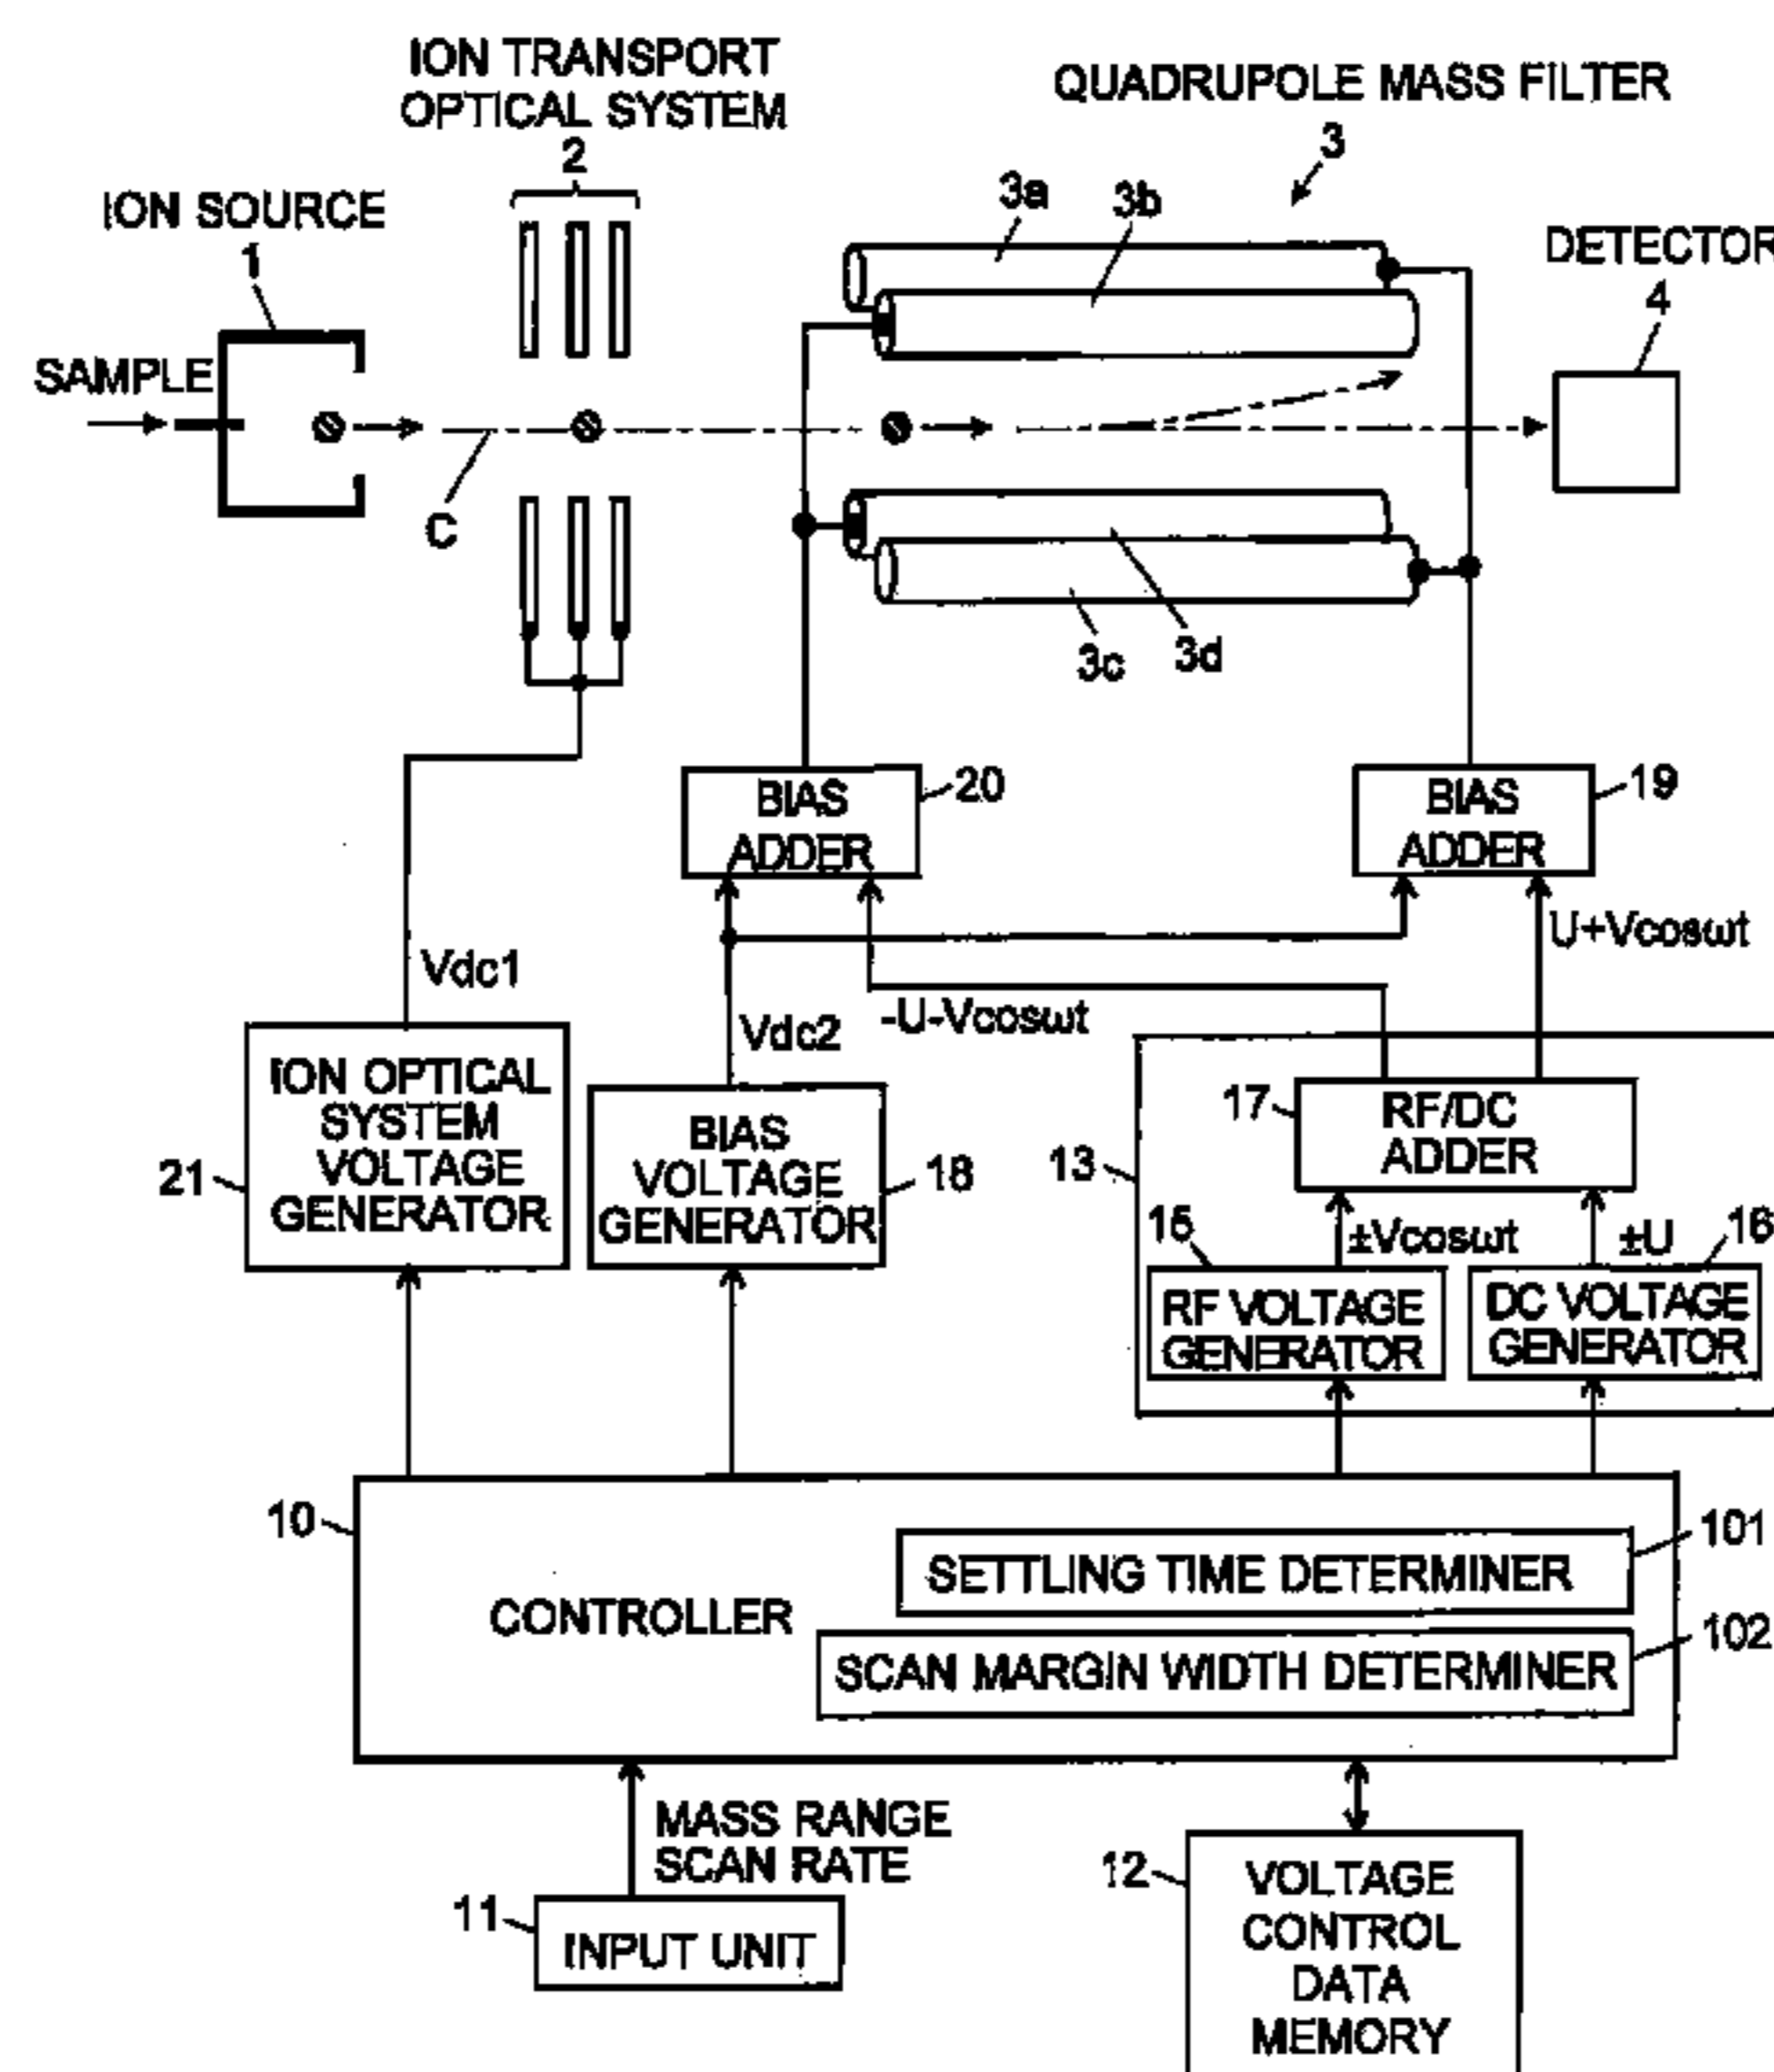 ION TRANSPORT
OPTICAL SYSTEM
2
QUADRUPOLE MASS FILTER
3
ION SOURCE
1
3a
3b
DETECTOR
4
SAMPLE
C
3c
3d
BIAS
ADDER
20
BIAS
ADDER
19
Vdc1
Vdc2
-U-Vcosωt
U+Vcosωt
ION OPTICAL
SYSTEM
VOLTAGE
GENERATOR
21
BIAS
VOLTAGE
GENERATOR
18
13
17
RF/DC
ADDER
15
±Vcosωt
±U
16
RF VOLTAGE
GENERATOR
DC VOLTAGE
GENERATOR
10
CONTROLLER
SETTLING TIME DETERMINER
101
SCAN MARGIN WIDTH DETERMINER
102
MASS RANGE
SCAN RATE
11
INPUT UNIT
12
VOLTAGE
CONTROL
DATA
MEMORY